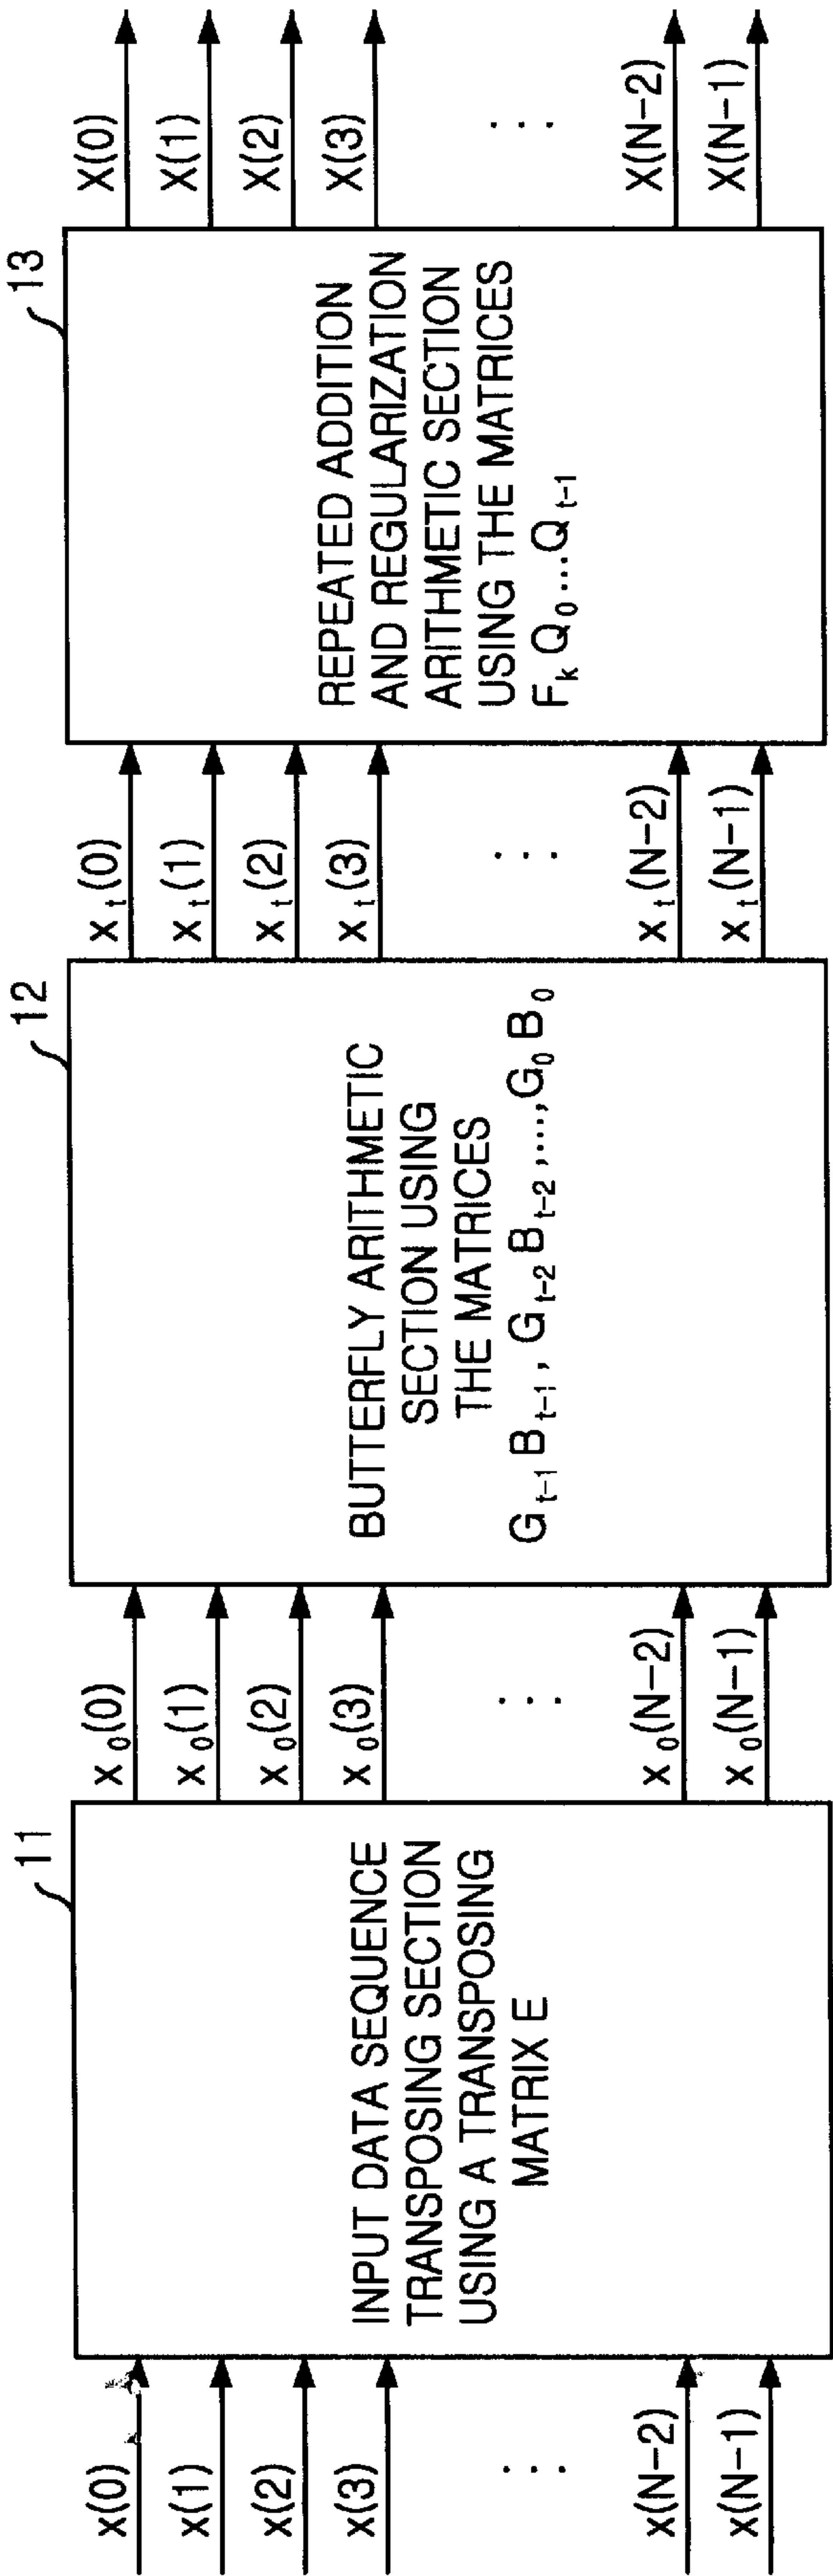 11
12
13
x(0)
x(1)
x(2)
x(3)
⋮
x(N-2)
x(N-1)
INPUT DATA SEQUENCE
TRANSPOSING SECTION
USING A TRANSPOSING
MATRIX E
x₀(0)
x₀(1)
x₀(2)
x₀(3)
⋮
x₀(N-2)
x₀(N-1)
BUTTERFLY ARITHMETIC
SECTION USING
THE MATRICES
Gₜ₋₁ Bₜ₋₁, Gₜ₋₂ Bₜ₋₂,...,G₀ B₀
xₜ(0)
xₜ(1)
xₜ(2)
xₜ(3)
⋮
xₜ(N-2)
xₜ(N-1)
REPEATED ADDITION
AND REGULARIZATION
ARITHMETIC SECTION
USING THE MATRICES
Fₖ Q₀...Qₜ₋₁
X(0)
X(1)
X(2)
X(3)
⋮
X(N-2)
X(N-1)